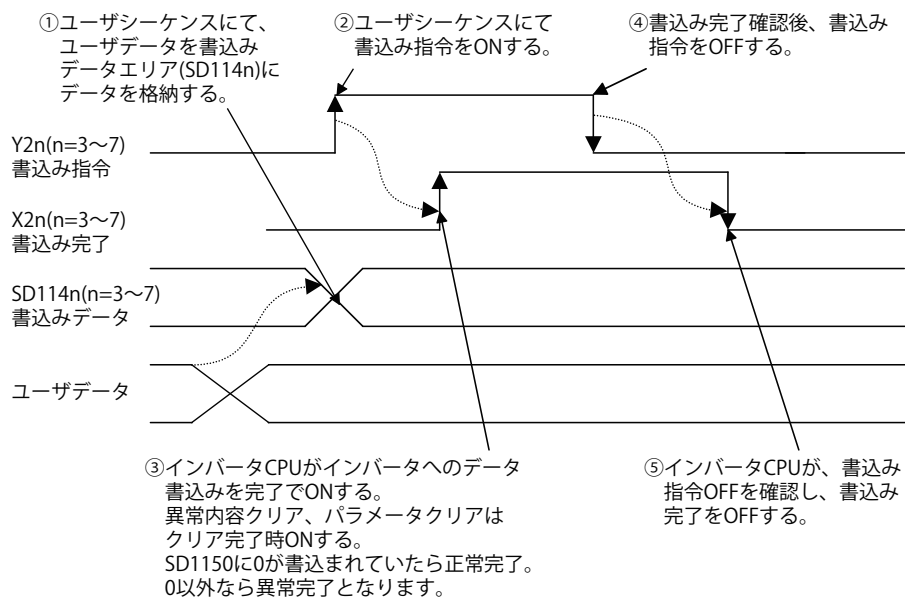 ①ユーザシーケンスにて、
ユーザデータを書込み
データエリア(SD114n)に
データを格納する。
②ユーザシーケンスにて
書込み指令をONする。
④書込み完了確認後、書込み
指令をOFFする。
Y2n(n=3～7)
書込み指令
X2n(n=3～7)
書込み完了
SD114n(n=3～7)
書込みデータ
ユーザデータ
③インバータCPUがインバータへのデータ
書込みを完了でONする。
異常内容クリア、パラメータクリアは
クリア完了時ONする。
SD1150に0が書込まれていたら正常完了。
0以外なら異常完了となります。
⑤インバータCPUが、書込み
指令OFFを確認し、書込み
完了をOFFする。